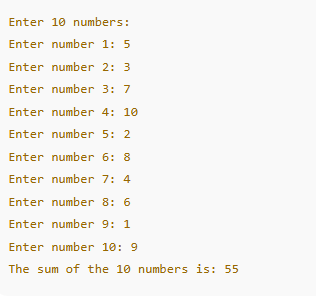 Enter 10 numbers:
Enter number 1: 5
Enter number 2: 3
Enter number 3: 7
Enter number 4: 10
Enter number 5: 2
Enter number 6: 8
Enter number 7: 4
Enter number 8: 6
Enter number 9: 1
Enter number 10: 9
The sum of the 10 numbers is: 55